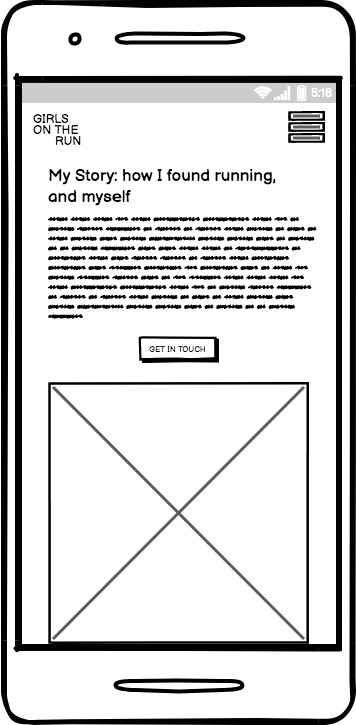 5:18
GIRLS
ON THE
RUN
My Story: how I found running,
and myself
GET IN TOUCH